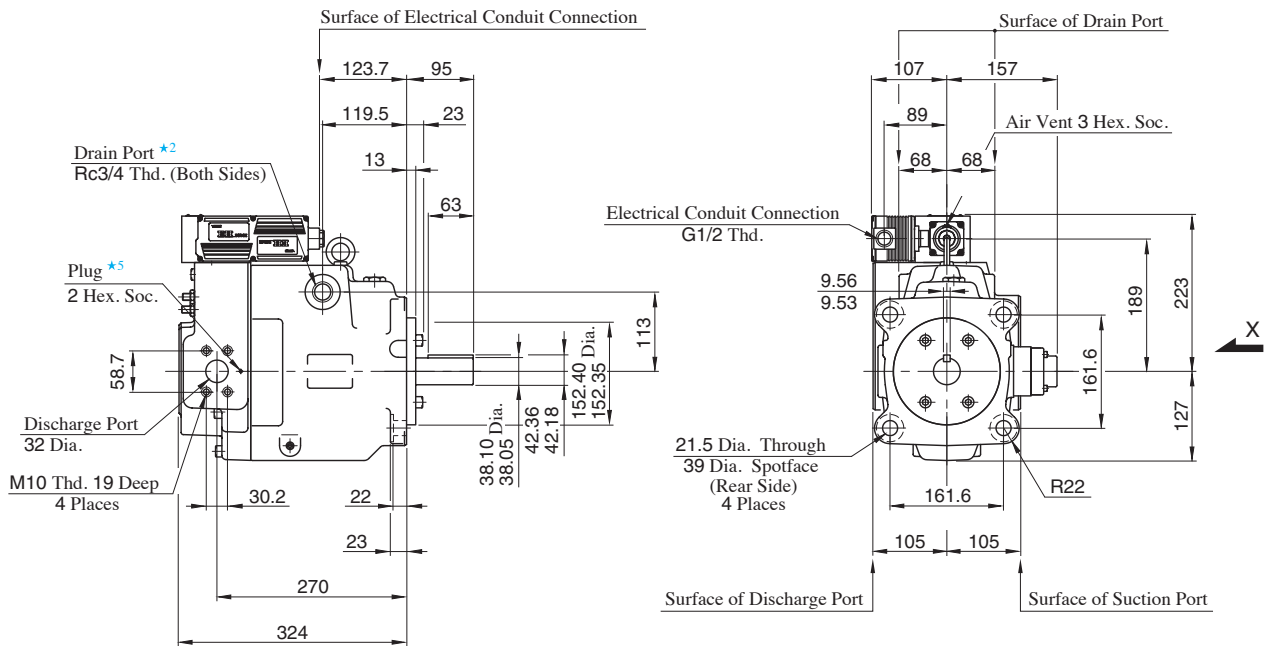 Surface of Electrical Conduit Connection
123.7
95
119.5
23
Drain Port ★2
Rc3/4 Thd. (Both Sides)
13
63
Plug ★5
2 Hex. Soc.
58.7
113
Discharge Port
32 Dia.
M10 Thd. 19 Deep
4 Places
30.2
22
23
270
324
38.10 Dia.
38.05
42.36
42.18
152.40 Dia.
152.35
Surface of Drain Port
107
157
89
Air Vent 3 Hex. Soc.
68
68
Electrical Conduit Connection
G1/2 Thd.
9.56
9.53
189
223
X
161.6
127
21.5 Dia. Through
39 Dia. Spotface
(Rear Side)
4 Places
R22
161.6
105
105
Surface of Discharge Port
Surface of Suction Port